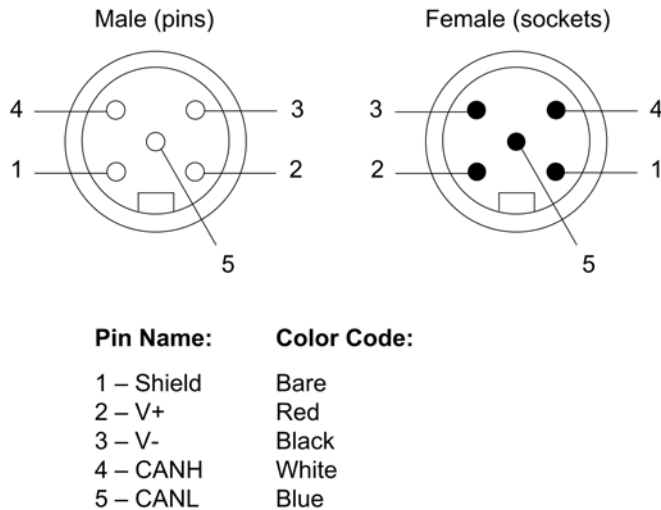 Male (pins) Female (sockets)
4 3 3 4
1 2 2 1
5 5
Pin Name: Color Code:
1 – Shield Bare
2 – V+ Red
3 – V- Black
4 – CANH White
5 – CANL Blue